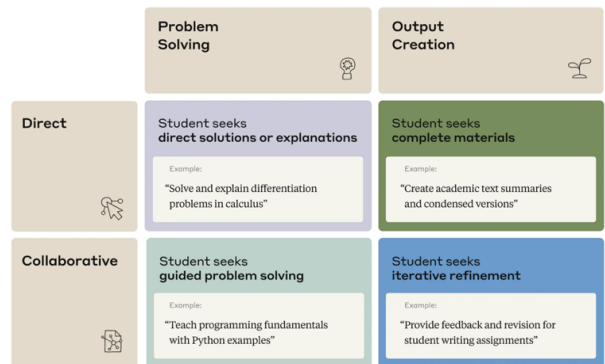 Problem
Solving
Output
Creation
Direct
Student seeks
direct solutions or explanations
Example:
“Solve and explain differentiation
problems in calculus”
Student seeks
complete materials
Example:
“Create academic text summaries
and condensed versions”
Collaborative
Student seeks
guided problem solving
Example:
“Teach programming fundamentals
with Python examples”
Student seeks
iterative refinement
Example:
“Provide feedback and revision for
student writing assignments”